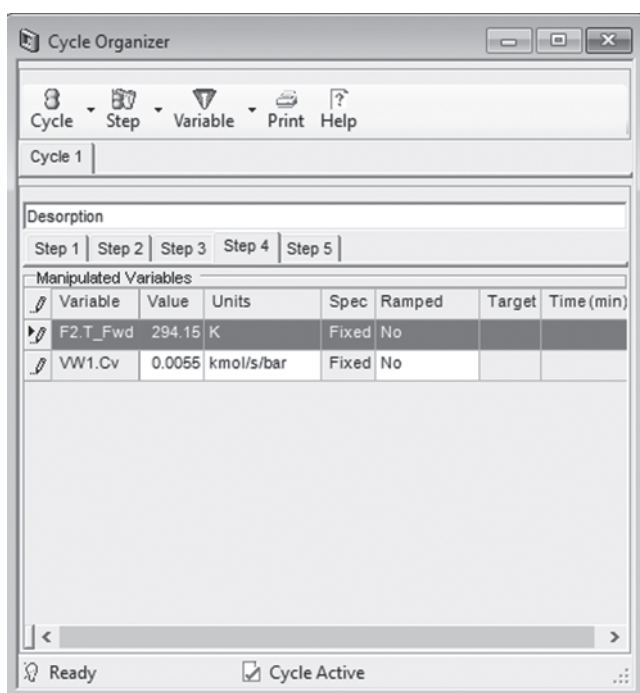 Cycle Organizer
Cycle Step Variable Print Help
Cycle 1
Desorption
Step 1 Step 2 Step 3 Step 4 Step 5
Manipulated Variables
Variable Value Units Spec Ramped Target Time (min)
F2.T_Fwd 294.15 K Fixed No
VW1.Cv 0.0055 kmol/s/bar Fixed No
Ready Cycle Active